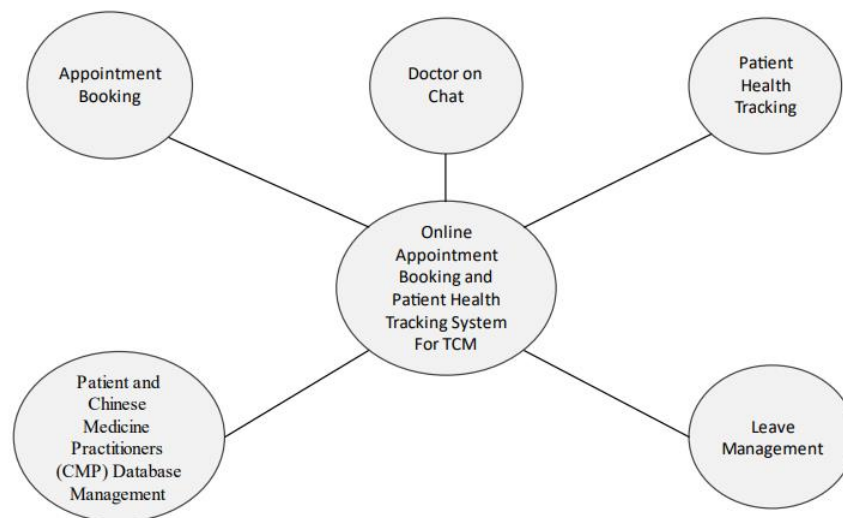 Appointment
Booking
Doctor on
Chat
Patient
Health
Tracking
Online
Appointment
Booking and
Patient Health
Tracking System
For TCM
Patient and
Chinese
Medicine
Practitioners
(CMP) Database
Management
Leave
Management